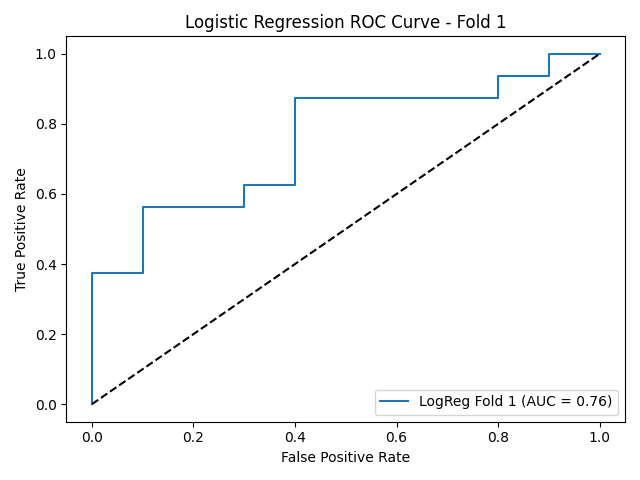 Logistic Regression ROC Curve - Fold 1
True Positive Rate
1.0
0.8
0.6
0.4
0.2
0.0
LogReg Fold 1 (AUC = 0.76)
0.0 0.2 0.4 0.6 0.8 1.0
False Positive Rate